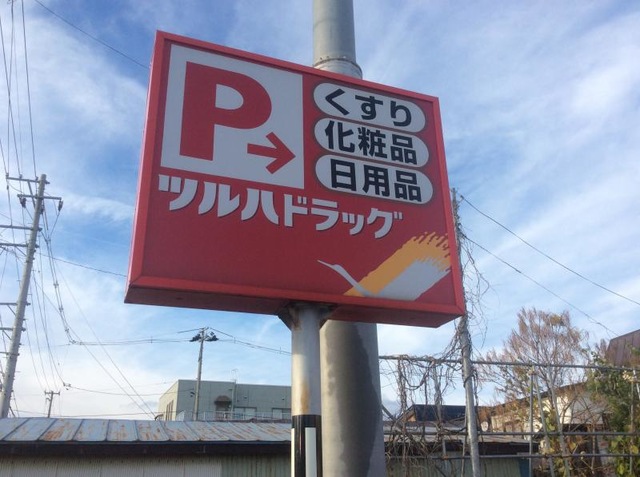 P→
くすり
化粧品
日用品
ツルハドラッグ